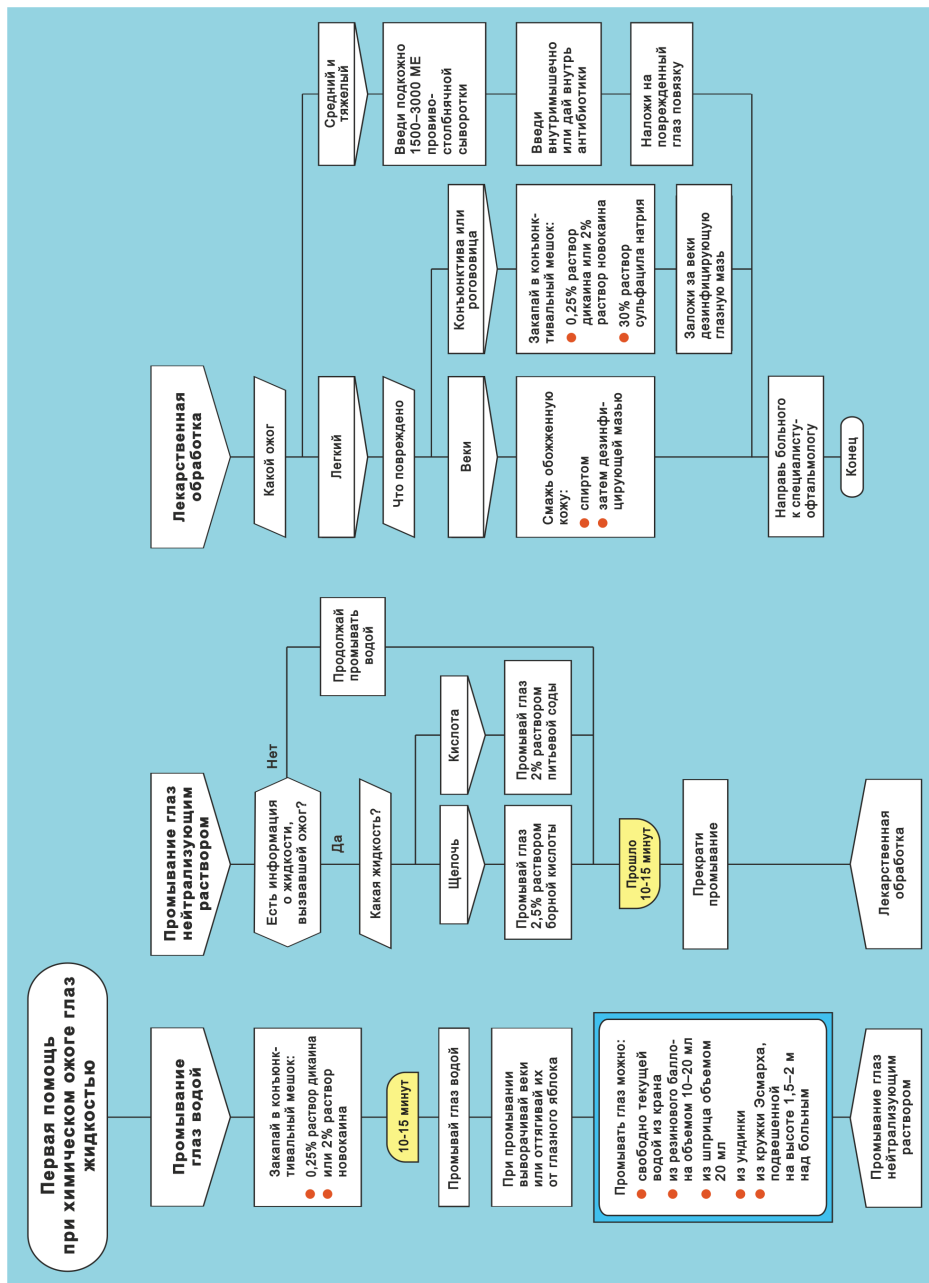 Первая помощь
при химическом ожоге глаз
жидкостью
Промывание
глаз водой
Закапай в конъюнк-
тивальный мешок:
0,25% раствор дикаина
или 2% раствор
новокаина
10-15 минут
Промывай глаз водой
При промывании
выворачивай веки
или оттягивай их
от глазного яблока
Промывать глаз можно:
свободно текущей
водой из крана
из резинового балло-
на объемом 10–20 мл
из шприца объемом
20 мл
из ундинки
из кружки Эсмарха,
подвешенной
на высоте 1,5–2 м
над больным
Промывание глаз
нейтрализующим
раствором
Промывание глаз
нейтрализующим
раствором
Есть информация
о жидкости,
вызвавшей ожог?
Нет
Да
Продолжай
промывать
водой
Какая жидкость?
Щелочь
Кислота
Промывай глаз
2,5% раствором
борной кислоты
Промывай глаз
2% раствором
питьевой соды
Прошло
10-15 минут
Прекрати
промывание
Лекарственная
обработка
Лекарственная
обработка
Какой ожог
Легкий
Средний и
тяжелый
Что повреждено
Веки
Конъюнктива или
рогововица
Введи подкожно
1500–3000 МЕ
провиво-
столбнячной
сыворотки
Смажь обожженную
кожу:
спиртом
затем дезинфи-
цирующей мазью
Закапай в конъюнк-
тивальный мешок:
0,25% раствор
дикаина или 2%
раствор новокаина
30% раствор
сульфацила натрия
Введи
внутримышечно
или дай внутрь
антибиотики
Заложи за веки
дезинфицирующую
глазную мазь
Наложи на
поврежденный
глаз повязку
Направь больного
к специалисту-
офтальмологу
Конец